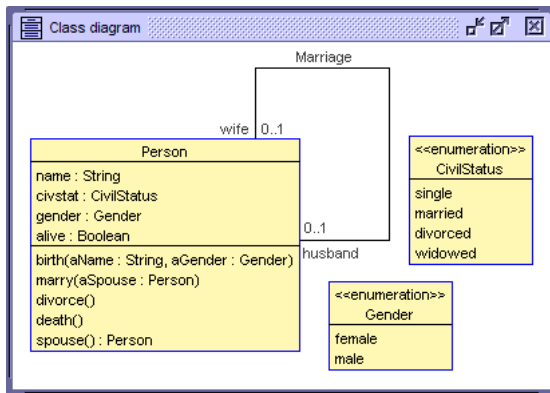 Class diagram
Marriage
wife 0..1
Person
name : String
civstat : CivilStatus
gender : Gender
alive : Boolean
birth(aName : String, aGender : Gender)
marry(aSpouse : Person)
divorce()
death()
spouse() : Person
0..1
husband
<<enumeration>>
CivilStatus
single
married
divorced
widowed
<<enumeration>>
Gender
female
male